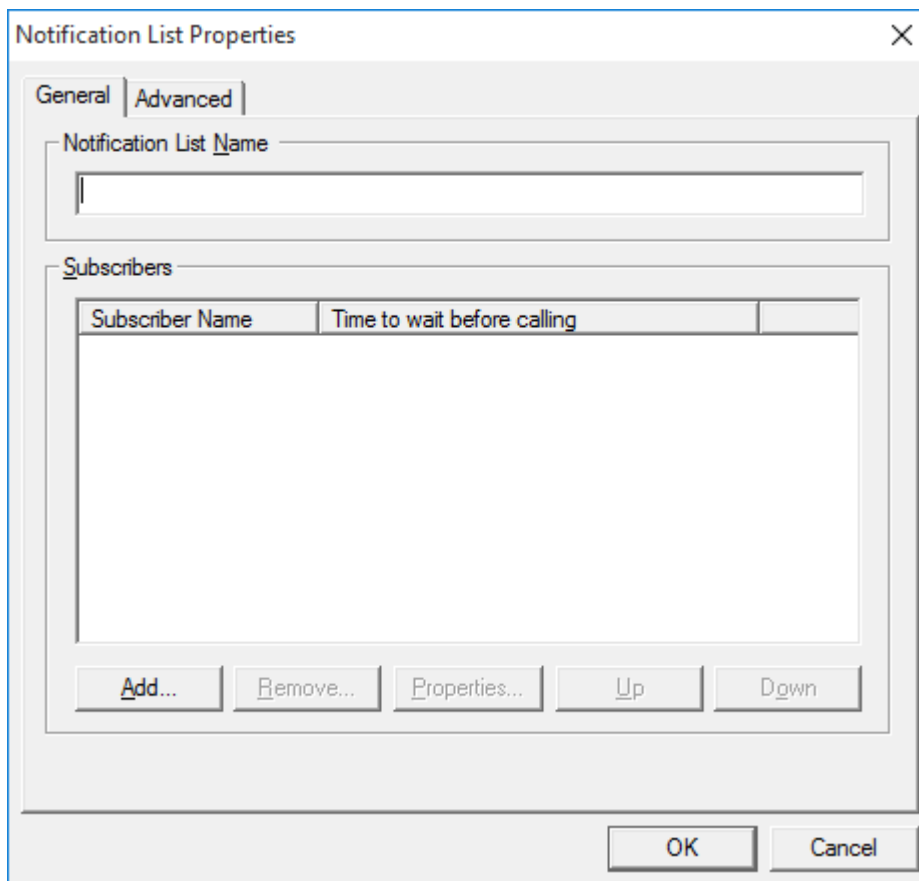 Notification List Properties
General Advanced
Notification List Name
Subscribers
Subscriber Name Time to wait before calling
Add... Remove... Properties... Up Down
OK Cancel